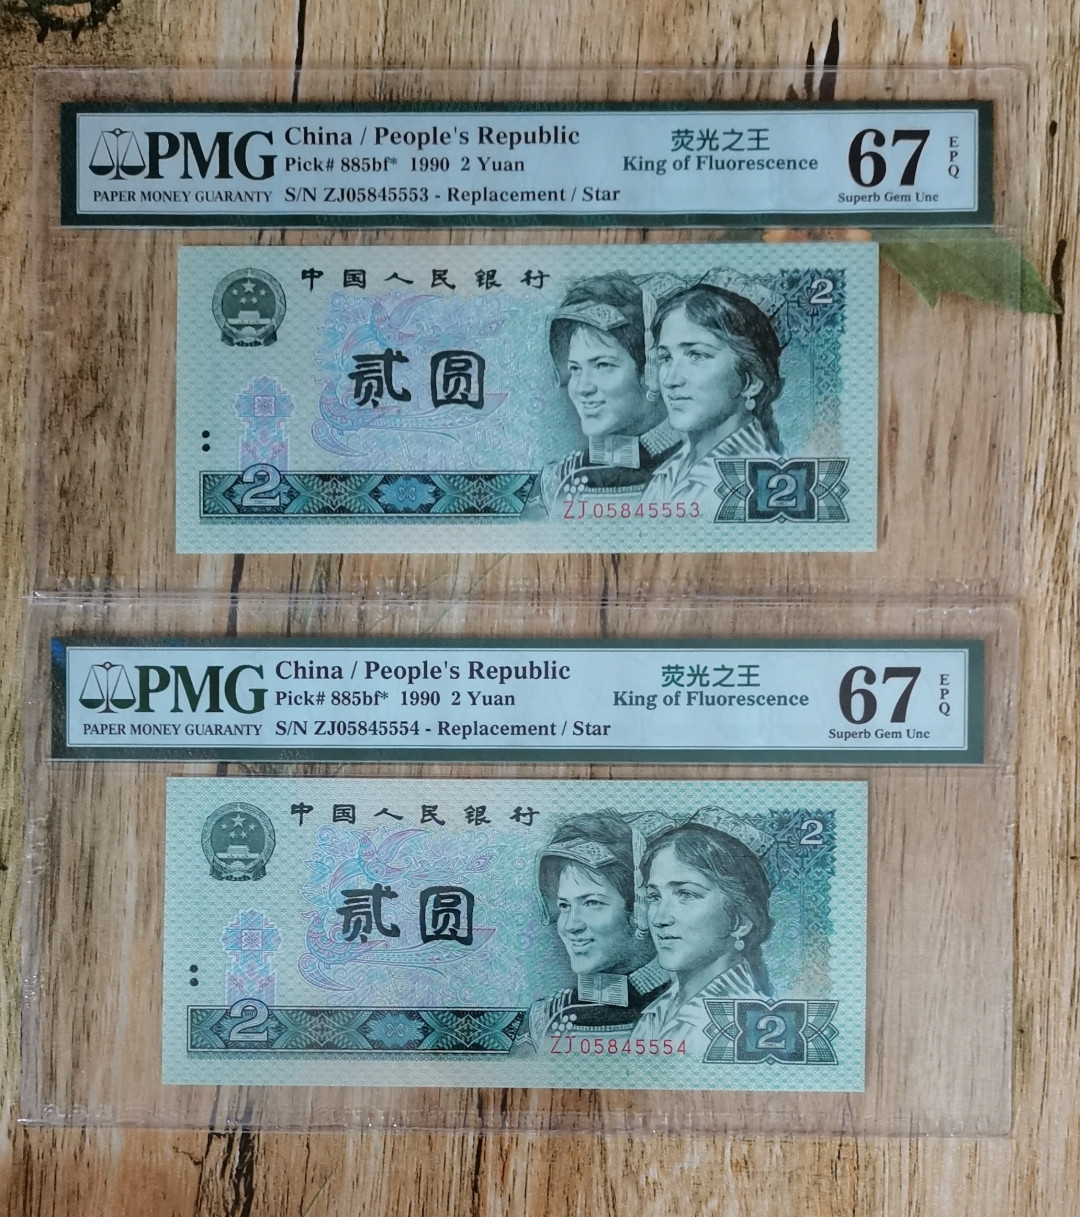 PMG
PAPER MONEY GUARANTY
China / People's Republic
Pick# 885bf* 1990 2 Yuan
S/N ZJ05845553 - Replacement / Star
荧光之王
King of Fluorescence
67
EPQ
Superb Gem Unc
中国人民银行
2
贰圆
2
2
ZJ05845553
PMG
PAPER MONEY GUARANTY
China / People's Republic
Pick# 885bf* 1990 2 Yuan
S/N ZJ05845554 - Replacement / Star
荧光之王
King of Fluorescence
67
EPQ
Superb Gem Unc
中国人民银行
2
贰圆
2
2
ZJ05845554